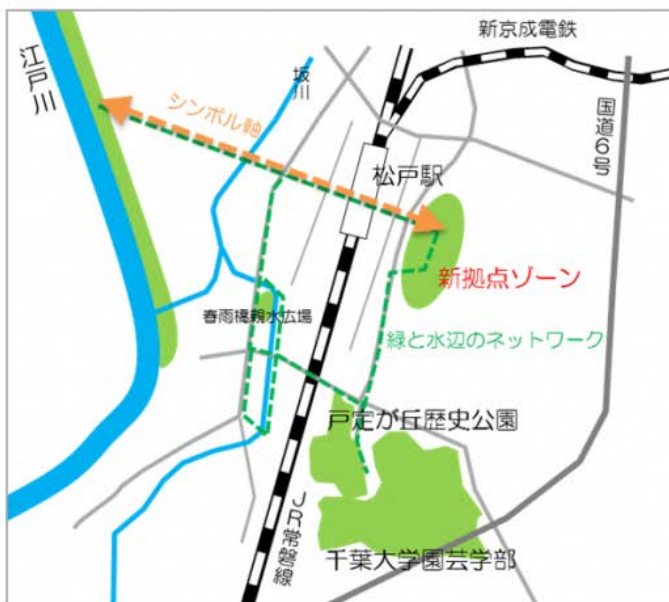 新京成電鉄
江戸川
坂川
国道6号
シンボル軸
松戸駅
新拠点ゾーン
春雨橋親水広場
緑と水辺のネットワーク
戸定が丘歴史公園
JR常磐線
千葉大学園芸学部